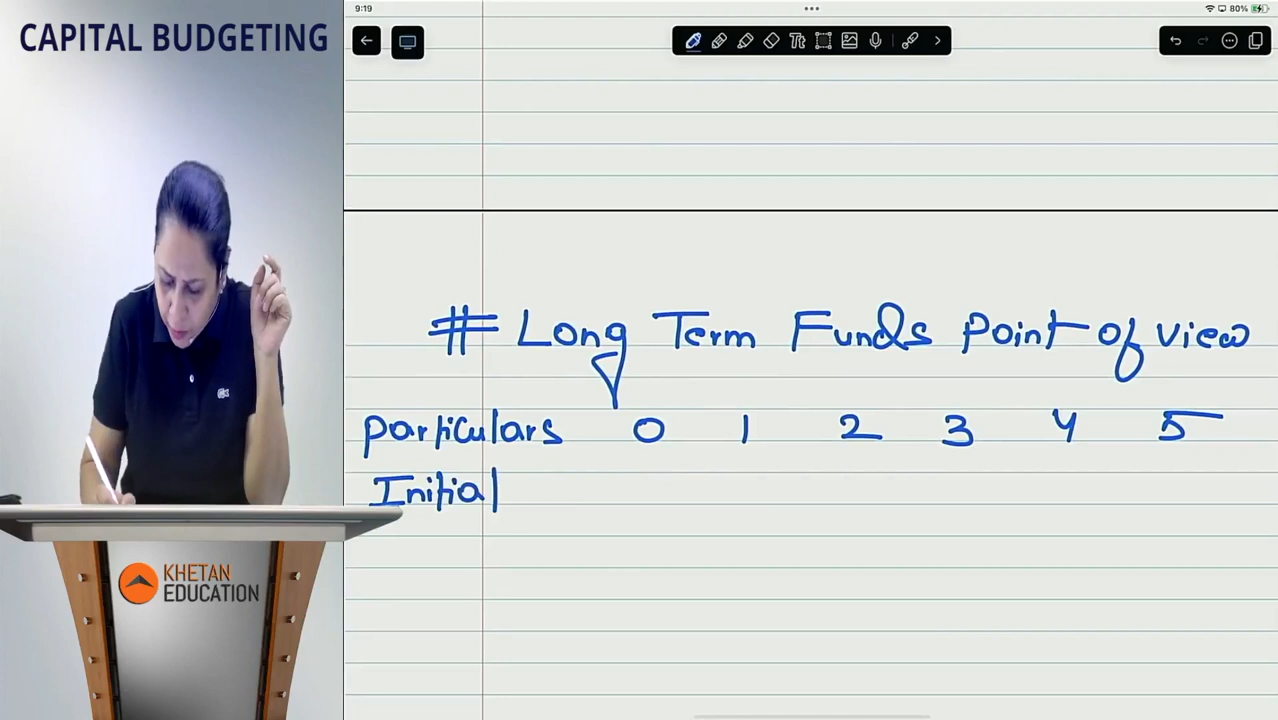 CAPITAL BUDGETING
9:19
80%
# Long Term Funds point of view
particulars 0 1 2 3 4 5
Initial
KHETAN
EDUCATION